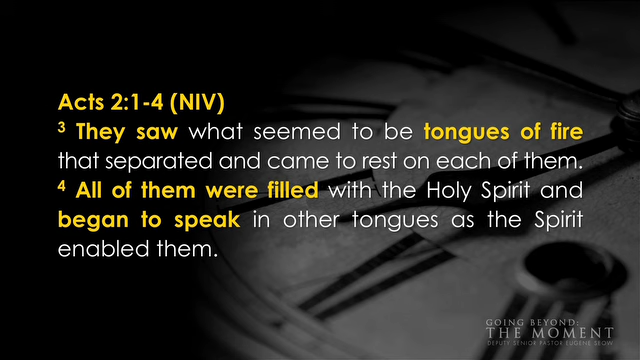 Acts 2:1-4 (NIV)
³ They saw what seemed to be tongues of fire
that separated and came to rest on each of them.
⁴ All of them were filled with the Holy Spirit and
began to speak in other tongues as the Spirit
enabled them.
GOING BEYOND:
THE MOMENT
DEPUTY SENIOR PASTOR EUGENE SEOW